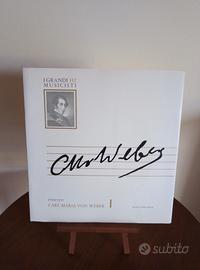 I GRANDI
MUSICISTI
CMvWeber
CARL MARIA VON WEBER I
subito